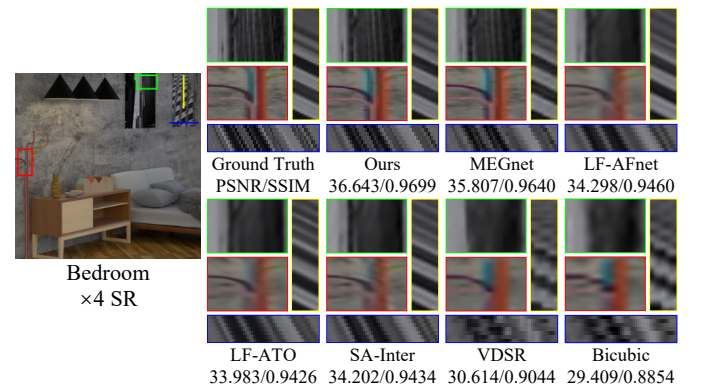 Ground Truth
PSNR/SSIM
Ours
36.643/0.9699
MEGnet
35.807/0.9640
LF-AFnet
34.298/0.9460
Bedroom
×4 SR
LF-ATO
33.983/0.9426
SA-Inter
34.202/0.9434
VDSR
30.614/0.9044
Bicubic
29.409/0.8854